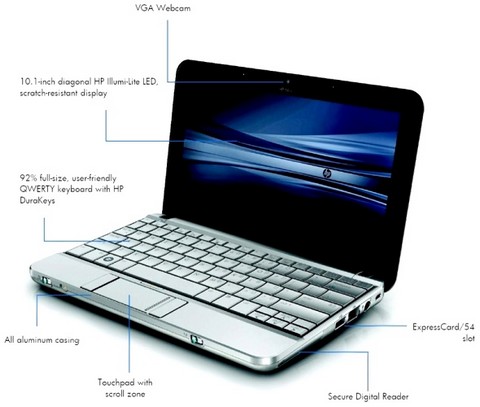 VGA Webcam
10.1-inch diagonal HP Illumi-Lite LED,
scratch-resistant display
hp
92% full-size, user-friendly
QWERTY keyboard with HP
DuraKeys
ExpressCard/54
slot
All aluminum casing
Touchpad with
scroll zone
Secure Digital Reader